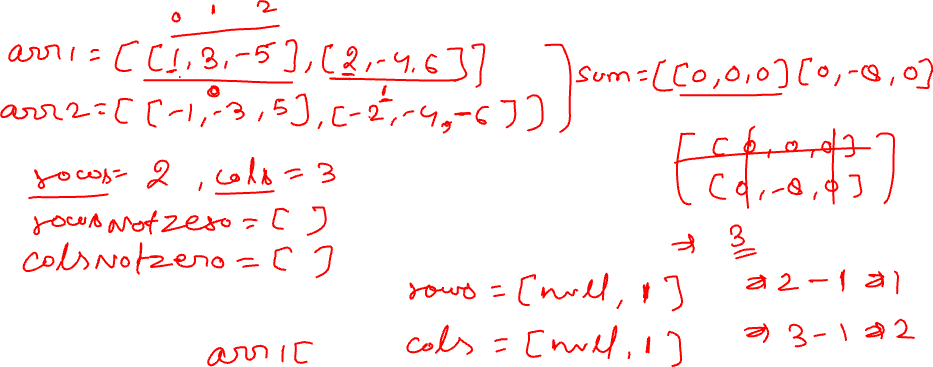 0 1 2
arr1 = [[1,3,-5],[2,-4,6]]
0 1
arr2=[[-1,-3,5],[-2,-4,-6]]
sum=[[0,0,0][0,-8,0]
[[0,0,0]
[0,-8,0]]
⇒ 3
rows= 2 , cols = 3
rowsNotzero = [ ]
colsNotzero = [ ]
rows = [null, 1] ⇒ 2-1 ⇒ 1
cols = [null, 1] ⇒ 3-1 ⇒ 2
arr1[